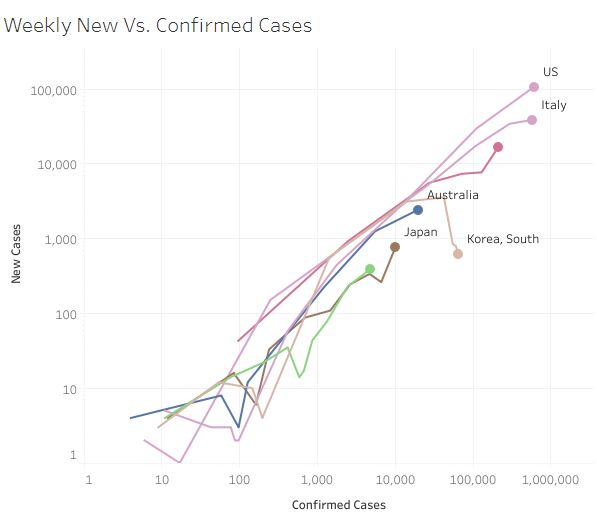 Weekly New Vs. Confirmed Cases
US
100,000
Italy
10,000
Australia
Japan
Korea, South
1,000
New Cases
100
10
1
1
10
100
1,000
10,000
100,000
1,000,000
Confirmed Cases